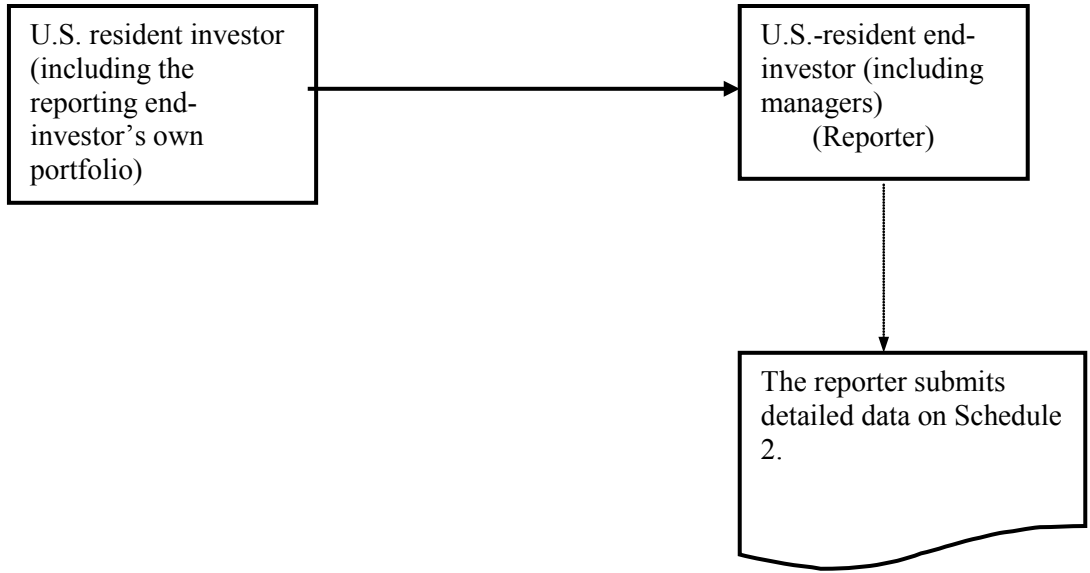 U.S. resident investor
(including the
reporting end-
investor’s own
portfolio)
U.S.-resident end-
investor (including
managers)
(Reporter)
The reporter submits
detailed data on Schedule
2.